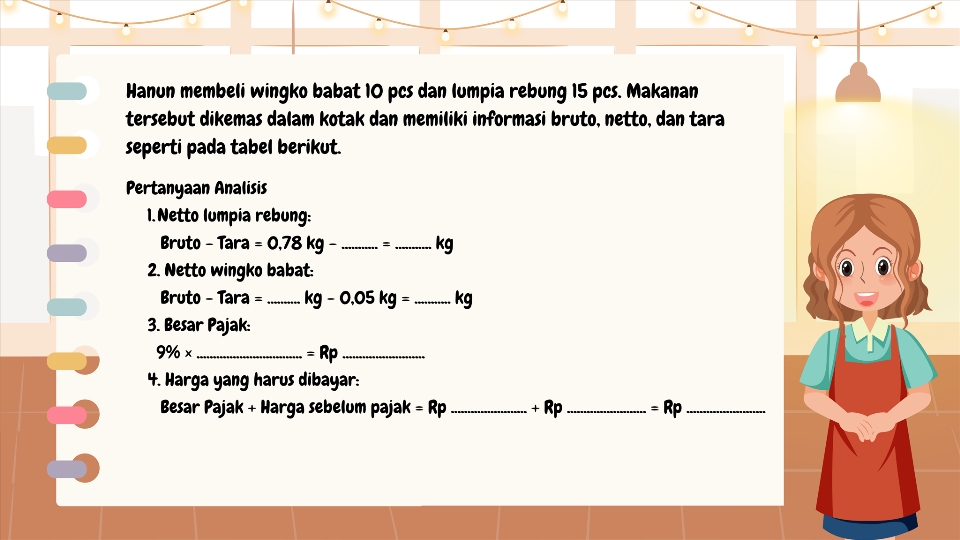 Hanun membeli wingko babat 10 pcs dan lumpia rebung 15 pcs. Makanan
tersebut dikemas dalam kotak dan memiliki informasi bruto, netto, dan tara
seperti pada tabel berikut.
Pertanyaan Analisis
1. Netto lumpia rebung:
Bruto - Tara = 0,78 kg - ........... = ........... kg
2. Netto wingko babat:
Bruto - Tara = .......... kg - 0,05 kg = ........... kg
3. Besar Pajak:
9% × ................................ = Rp .........................
4. Harga yang harus dibayar:
Besar Pajak + Harga sebelum pajak = Rp ....................... + Rp ........................ = Rp ........................